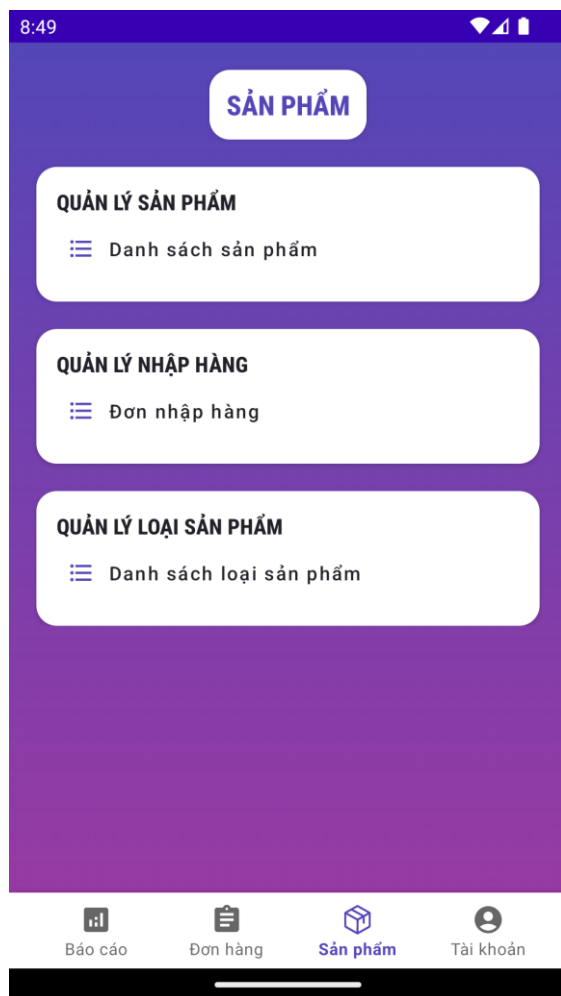 8:49
SẢN PHẨM
QUẢN LÝ SẢN PHẨM
Danh sách sản phẩm
QUẢN LÝ NHẬP HÀNG
Đơn nhập hàng
QUẢN LÝ LOẠI SẢN PHẨM
Danh sách loại sản phẩm
Báo cáo
Đơn hàng
Sản phẩm
Tài khoản